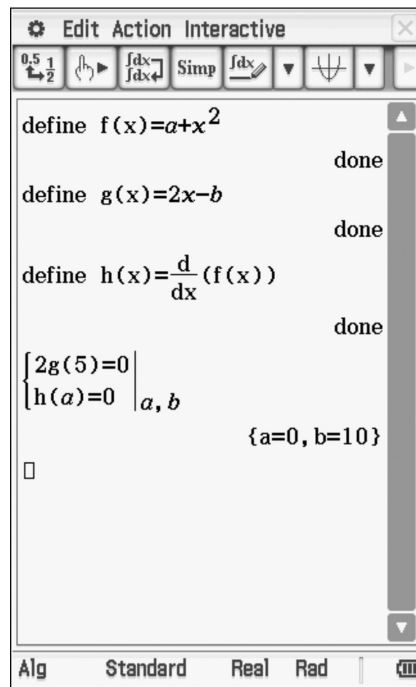 Edit Action Interactive
0.5 1/2 ∫dx ∫dx Simp ∫dx
define f(x)=a+x²
done
define g(x)=2x−b
done
define h(x)=d/dx(f(x))
done
{2g(5)=0
h(a)=0 |a, b
{a=0, b=10}
Alg Standard Real Rad